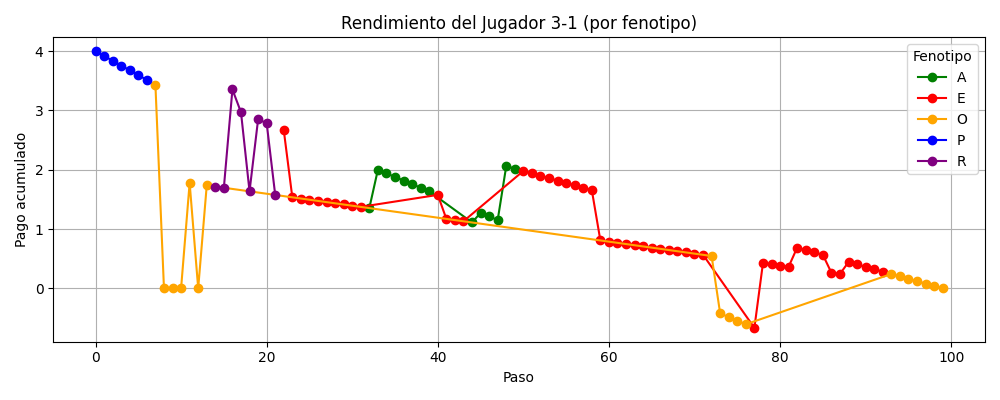 Rendimiento del Jugador 3-1 (por fenotipo)
Pago acumulado
4
3
2
1
0
0
20
40
60
80
100
Paso
Fenotipo
A
E
O
P
R